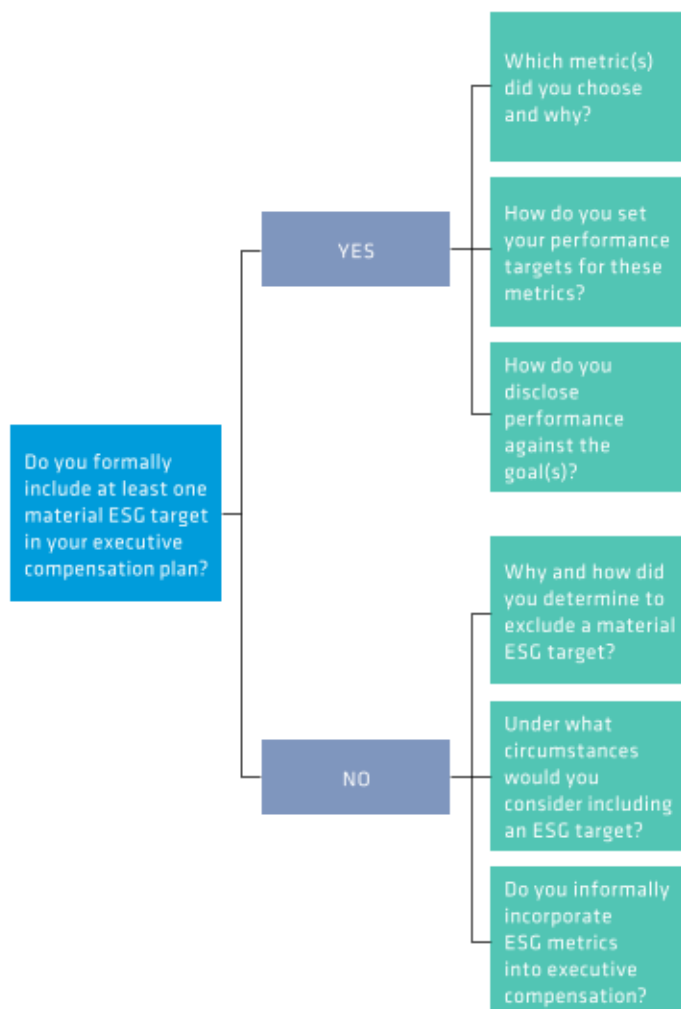 Do you formally
include at least one
material ESG target
in your executive
compensation plan?
YES
Which metric(s)
did you choose
and why?
How do you set
your performance
targets for these
metrics?
How do you
disclose
performance
against the
goal(s)?
NO
Why and how did
you determine to
exclude a material
ESG target?
Under what
circumstances
would you
consider including
an ESG target?
Do you informally
incorporate
ESG metrics
into executive
compensation?